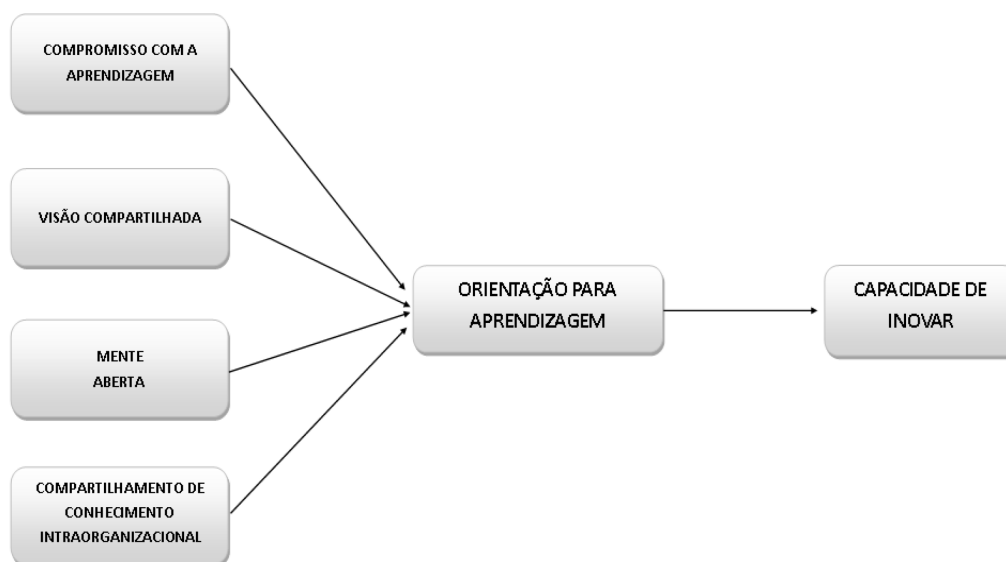 COMPROMISSO COM A
APRENDIZAGEM
VISÃO COMPARTILHADA
MENTE
ABERTA
COMPARTILHAMENTO DE
CONHECIMENTO
INTRAORGANIZACIONAL
ORIENTAÇÃO PARA
APRENDIZAGEM
CAPACIDADE DE
INOVAR